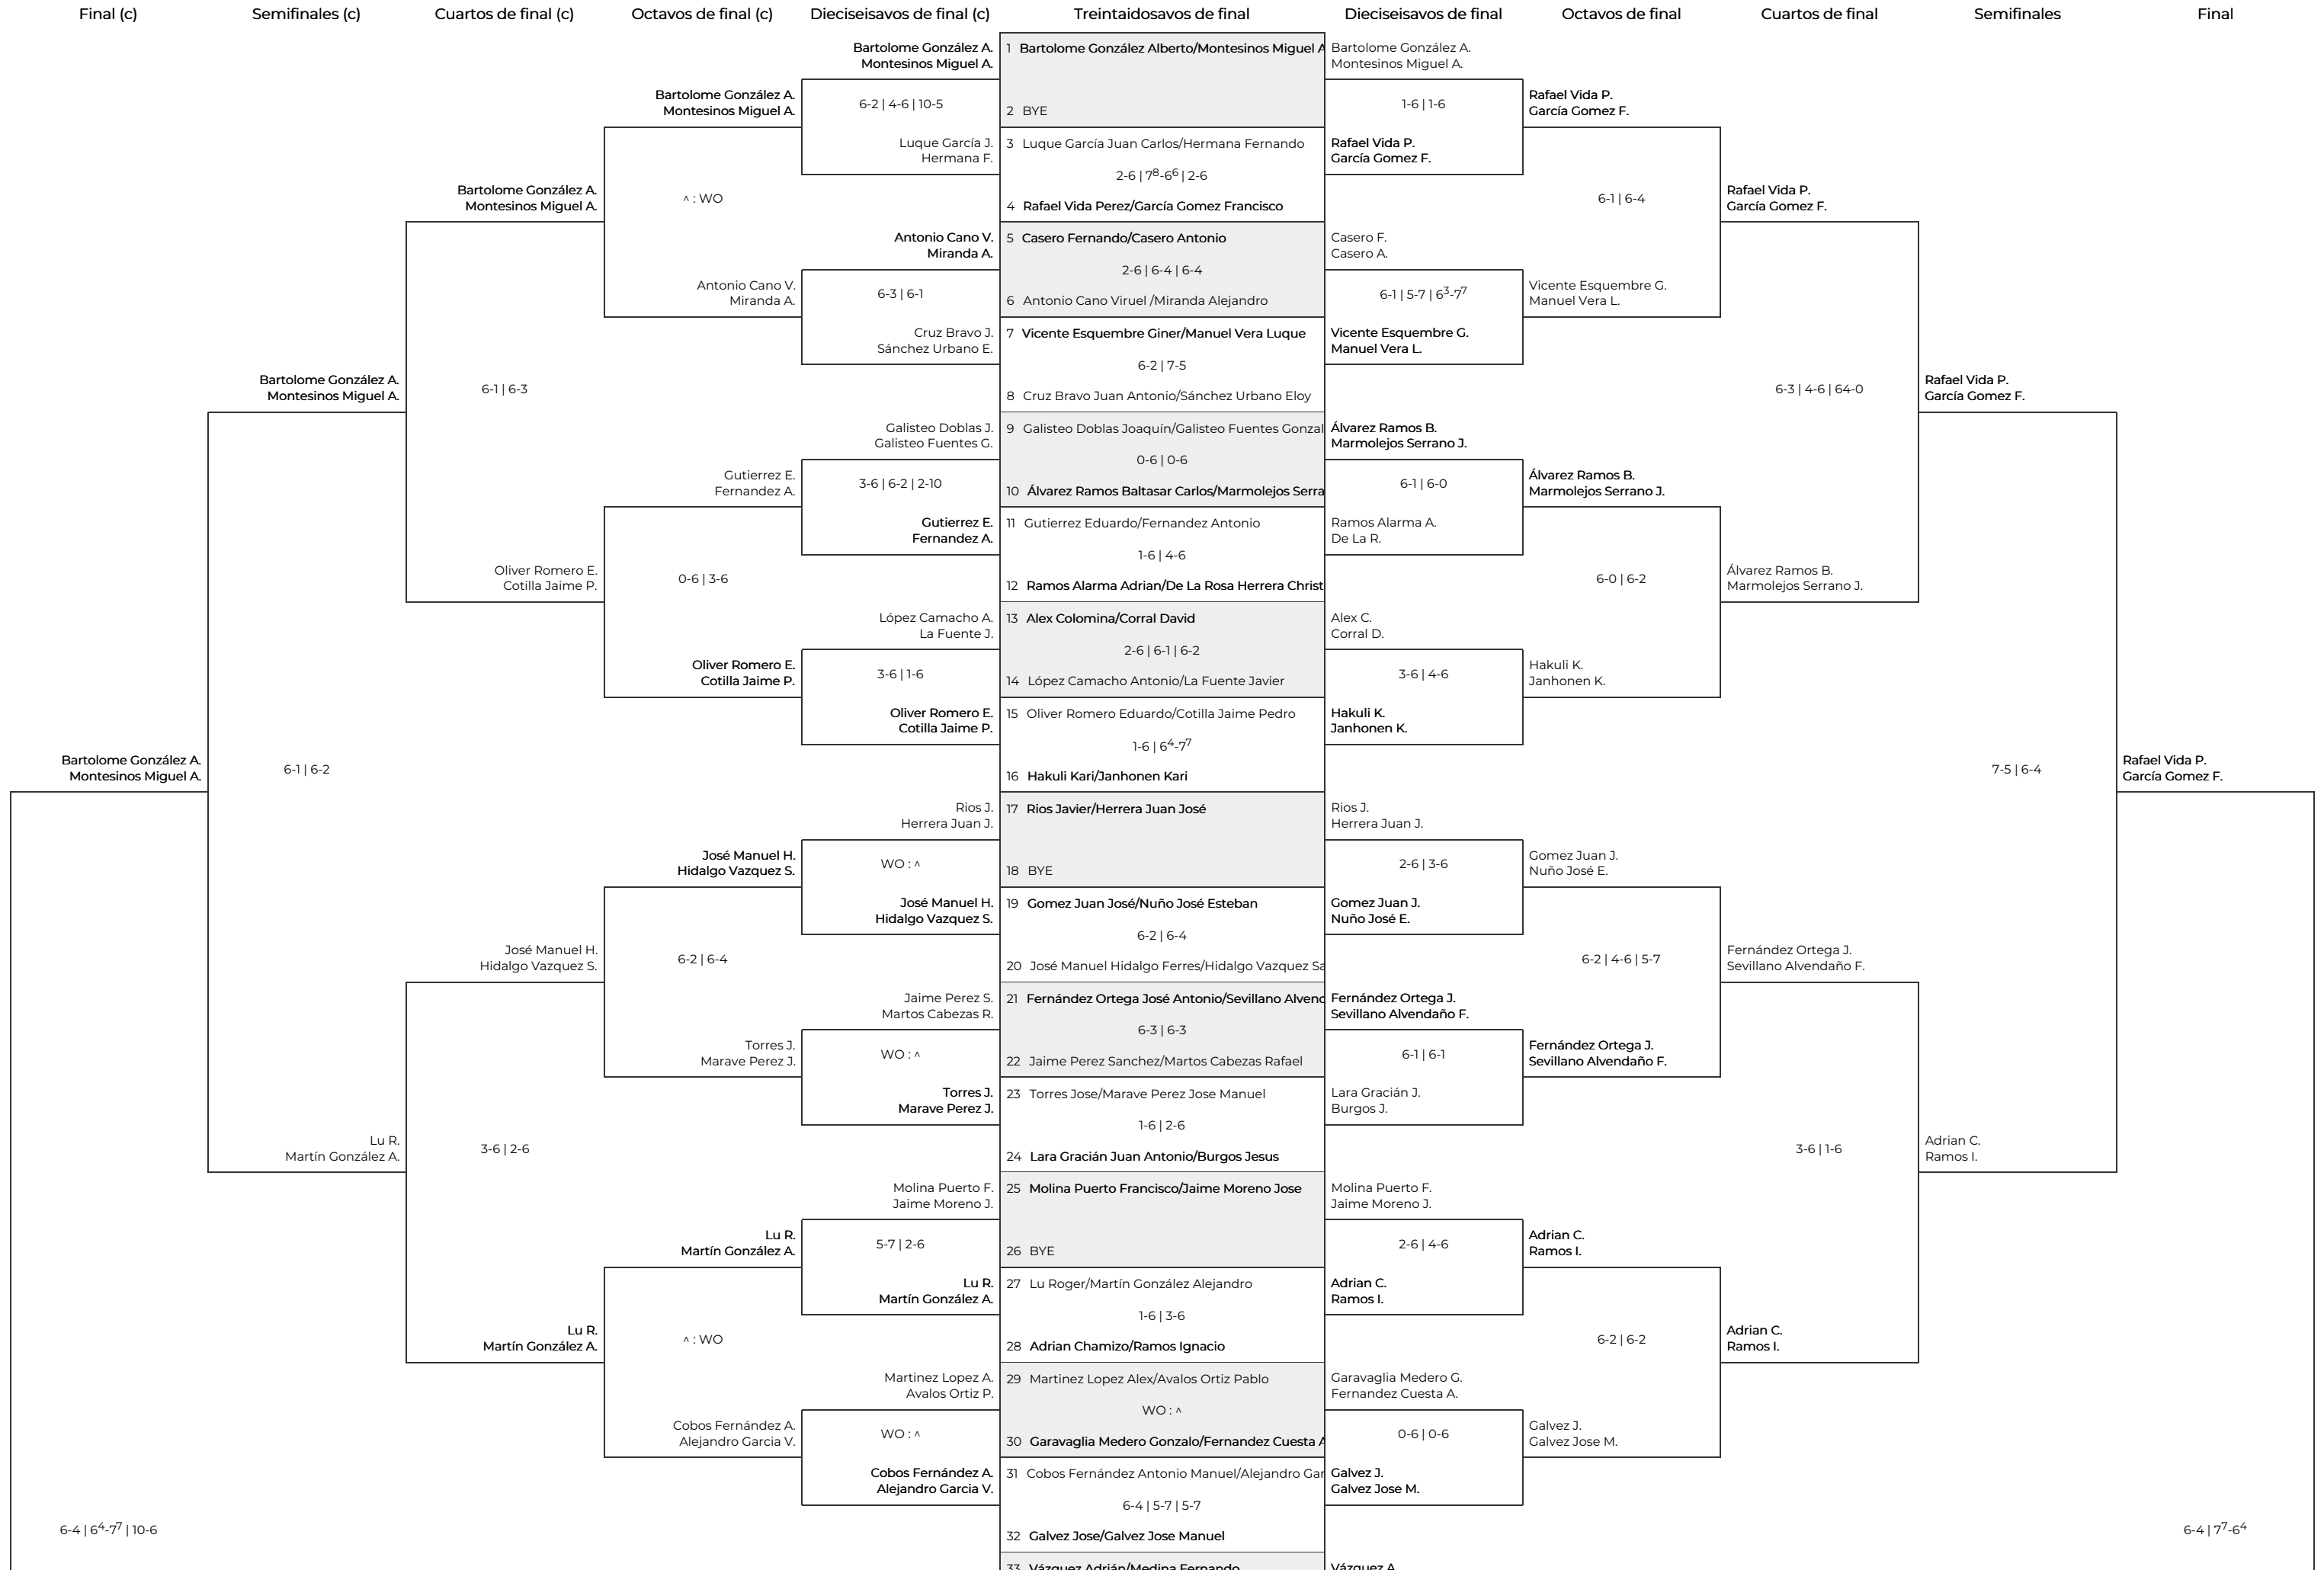 Final (c)
Semifinales (c)
Cuartos de final (c)
Octavos de final (c)
Dieciseisavos de final (c)
Treintaidosavos de final
Dieciseisavos de final
Octavos de final
Cuartos de final
Semifinales
Final
Bartolome González A.
Montesinos Miguel A.
6-4 | 6⁴-7⁷ | 10-6
Bartolome González A.
Montesinos Miguel A.
6-1 | 6-2
Lu R.
Martín González A.
Bartolome González A.
Montesinos Miguel A.
6-1 | 6-3
Oliver Romero E.
Cotilla Jaime P.
José Manuel H.
Hidalgo Vazquez S.
3-6 | 2-6
Lu R.
Martín González A.
Bartolome González A.
Montesinos Miguel A.
^ : WO
Antonio Cano V.
Miranda A.
Gutierrez E.
Fernandez A.
0-6 | 3-6
Oliver Romero E.
Cotilla Jaime P.
José Manuel H.
Hidalgo Vazquez S.
6-2 | 6-4
Torres J.
Marave Perez J.
Lu R.
Martín González A.
^ : WO
Cobos Fernández A.
Alejandro Garcia V.
Bartolome González A.
Montesinos Miguel A.
6-2 | 4-6 | 10-5
Luque García J.
Hermana F.
Antonio Cano V.
Miranda A.
6-3 | 6-1
Cruz Bravo J.
Sánchez Urbano E.
Galisteo Doblas J.
Galisteo Fuentes G.
3-6 | 6-2 | 2-10
Gutierrez E.
Fernandez A.
López Camacho A.
La Fuente J.
3-6 | 1-6
Oliver Romero E.
Cotilla Jaime P.
Rios J.
Herrera Juan J.
WO : ^
José Manuel H.
Hidalgo Vazquez S.
Jaime Perez S.
Martos Cabezas R.
WO : ^
Torres J.
Marave Perez J.
Molina Puerto F.
Jaime Moreno J.
5-7 | 2-6
Lu R.
Martín González A.
Martinez Lopez A.
Avalos Ortiz P.
WO : ^
Cobos Fernández A.
Alejandro Garcia V.
1 Bartolome González Alberto/Montesinos Miguel A
2 BYE
3 Luque García Juan Carlos/Hermana Fernando
2-6 | 7⁸-6⁶ | 2-6
4 Rafael Vida Perez/García Gomez Francisco
5 Casero Fernando/Casero Antonio
2-6 | 6-4 | 6-4
6 Antonio Cano Viruel /Miranda Alejandro
7 Vicente Esquembre Giner/Manuel Vera Luque
6-2 | 7-5
8 Cruz Bravo Juan Antonio/Sánchez Urbano Eloy
9 Galisteo Doblas Joaquín/Galisteo Fuentes Gonzal
0-6 | 0-6
10 Álvarez Ramos Baltasar Carlos/Marmolejos Serra
11 Gutierrez Eduardo/Fernandez Antonio
1-6 | 4-6
12 Ramos Alarma Adrian/De La Rosa Herrera Christ
13 Alex Colomina/Corral David
2-6 | 6-1 | 6-2
14 López Camacho Antonio/La Fuente Javier
15 Oliver Romero Eduardo/Cotilla Jaime Pedro
1-6 | 6⁴-7⁷
16 Hakuli Kari/Janhonen Kari
17 Rios Javier/Herrera Juan José
18 BYE
19 Gomez Juan José/Nuño José Esteban
6-2 | 6-4
20 José Manuel Hidalgo Ferres/Hidalgo Vazquez Sa
21 Fernández Ortega José Antonio/Sevillano Alvend
6-3 | 6-3
22 Jaime Perez Sanchez/Martos Cabezas Rafael
23 Torres Jose/Marave Perez Jose Manuel
1-6 | 2-6
24 Lara Gracián Juan Antonio/Burgos Jesus
25 Molina Puerto Francisco/Jaime Moreno Jose
26 BYE
27 Lu Roger/Martín González Alejandro
1-6 | 3-6
28 Adrian Chamizo/Ramos Ignacio
29 Martinez Lopez Alex/Avalos Ortiz Pablo
WO : ^
30 Garavaglia Medero Gonzalo/Fernandez Cuesta A
31 Cobos Fernández Antonio Manuel/Alejandro Gar
6-4 | 5-7 | 5-7
32 Galvez Jose/Galvez Jose Manuel
33 Vázquez Adrián/Medina Fernando
Bartolome González A.
Montesinos Miguel A.
1-6 | 1-6
Rafael Vida P.
García Gomez F.
Casero F.
Casero A.
6-1 | 5-7 | 6³-7⁷
Vicente Esquembre G.
Manuel Vera L.
Álvarez Ramos B.
Marmolejos Serrano J.
6-1 | 6-0
Ramos Alarma A.
De La R.
Alex C.
Corral D.
3-6 | 4-6
Hakuli K.
Janhonen K.
Rios J.
Herrera Juan J.
2-6 | 3-6
Gomez Juan J.
Nuño José E.
Fernández Ortega J.
Sevillano Alvendaño F.
6-1 | 6-1
Lara Gracián J.
Burgos J.
Molina Puerto F.
Jaime Moreno J.
2-6 | 4-6
Adrian C.
Ramos I.
Garavaglia Medero G.
Fernandez Cuesta A.
0-6 | 0-6
Galvez J.
Galvez Jose M.
Vázquez A.
Rafael Vida P.
García Gomez F.
6-1 | 6-4
Vicente Esquembre G.
Manuel Vera L.
Álvarez Ramos B.
Marmolejos Serrano J.
6-0 | 6-2
Hakuli K.
Janhonen K.
Gomez Juan J.
Nuño José E.
6-2 | 4-6 | 5-7
Fernández Ortega J.
Sevillano Alvendaño F.
Adrian C.
Ramos I.
6-2 | 6-2
Galvez J.
Galvez Jose M.
Rafael Vida P.
García Gomez F.
6-3 | 4-6 | 64-0
Álvarez Ramos B.
Marmolejos Serrano J.
Fernández Ortega J.
Sevillano Alvendaño F.
3-6 | 1-6
Adrian C.
Ramos I.
Rafael Vida P.
García Gomez F.
7-5 | 6-4
Adrian C.
Ramos I.
Rafael Vida P.
García Gomez F.
6-4 | 7⁷-6⁴